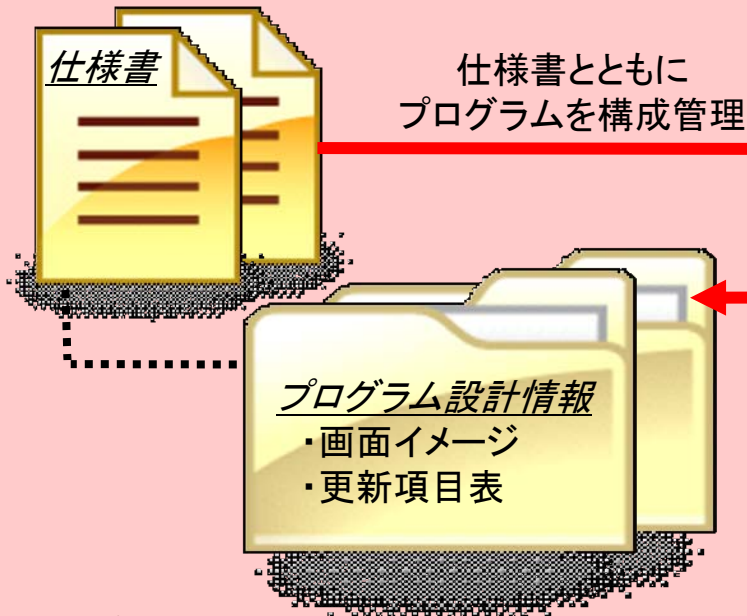 仕様書
仕様書とともに
プログラムを構成管理
プログラム設計情報
・画面イメージ
・更新項目表